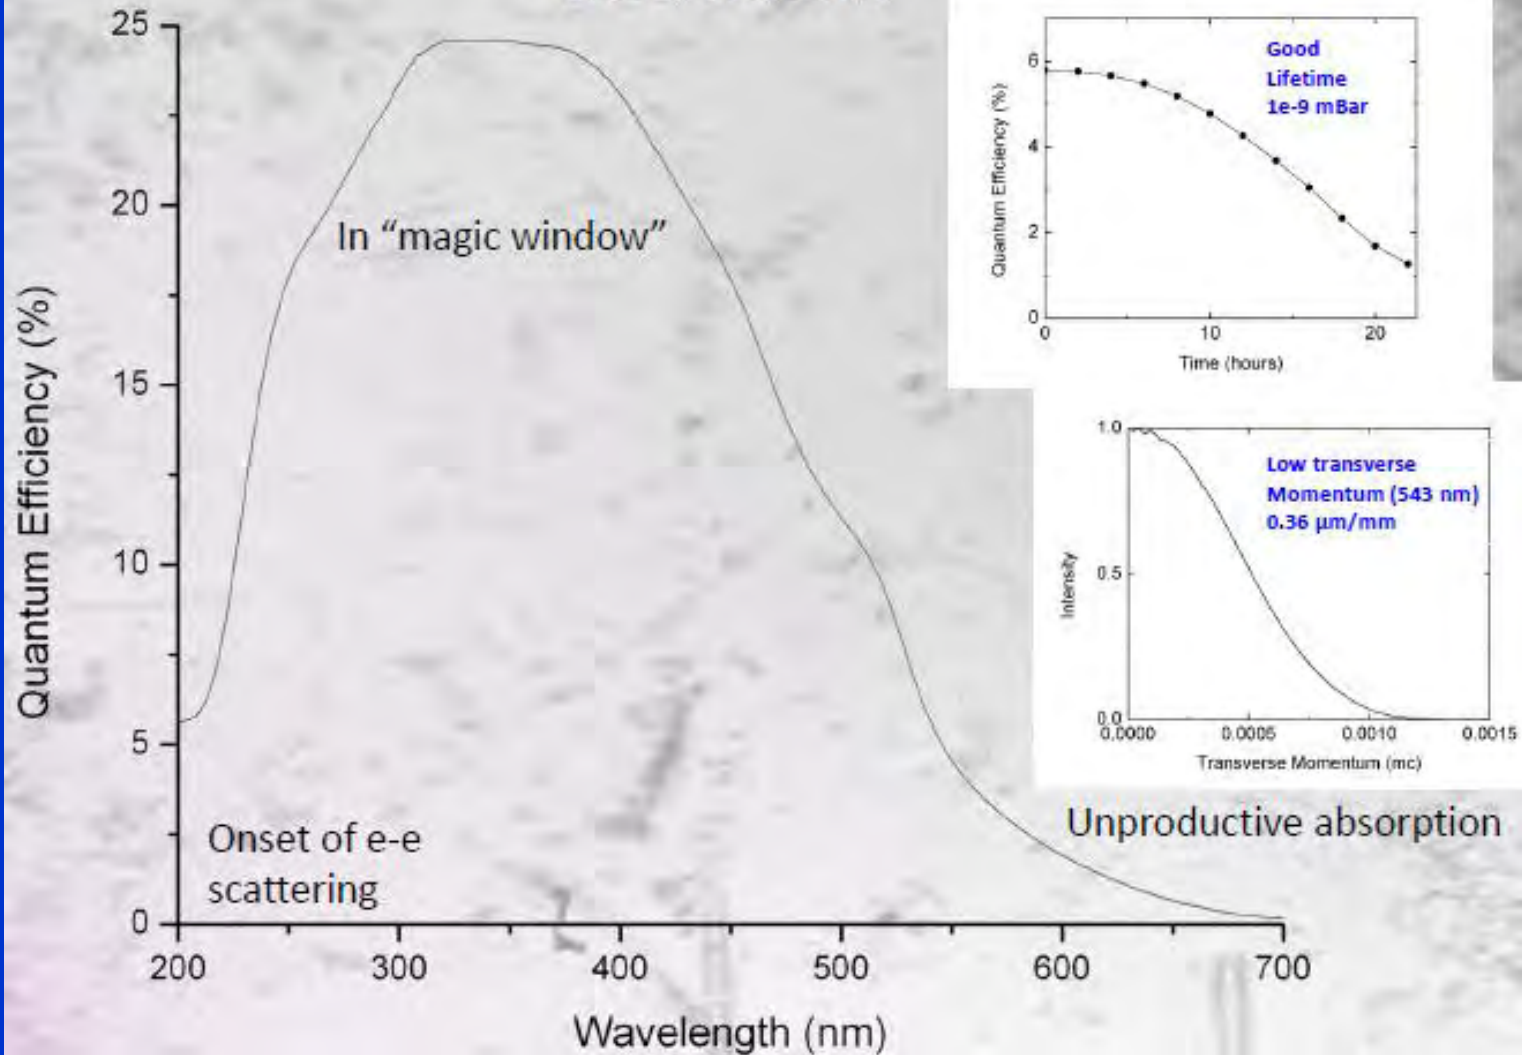 25
20
15
10
5
0
Quantum Efficiency (%)
200 300 400 500 600 700
Wavelength (nm)
In “magic window”
Onset of e-e
scattering
Unproductive absorption
6
4
2
0
Quantum Efficiency (%)
0 10 20
Time (hours)
Good
Lifetime
1e-9 mBar
1.0
0.5
0.0
Intensity
0.0000 0.0005 0.0010 0.0015
Transverse Momentum (mc)
Low transverse
Momentum (543 nm)
0.36 µm/mm